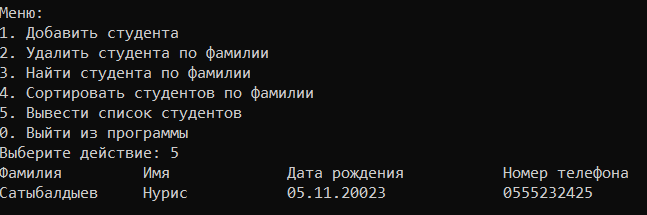 Меню:
1. Добавить студента
2. Удалить студента по фамилии
3. Найти студента по фамилии
4. Сортировать студентов по фамилии
5. Вывести список студентов
0. Выйти из программы
Выберите действие: 5
Фамилия Имя Дата рождения Номер телефона
Сатыбалдыев Нурис 05.11.20023 0555232425